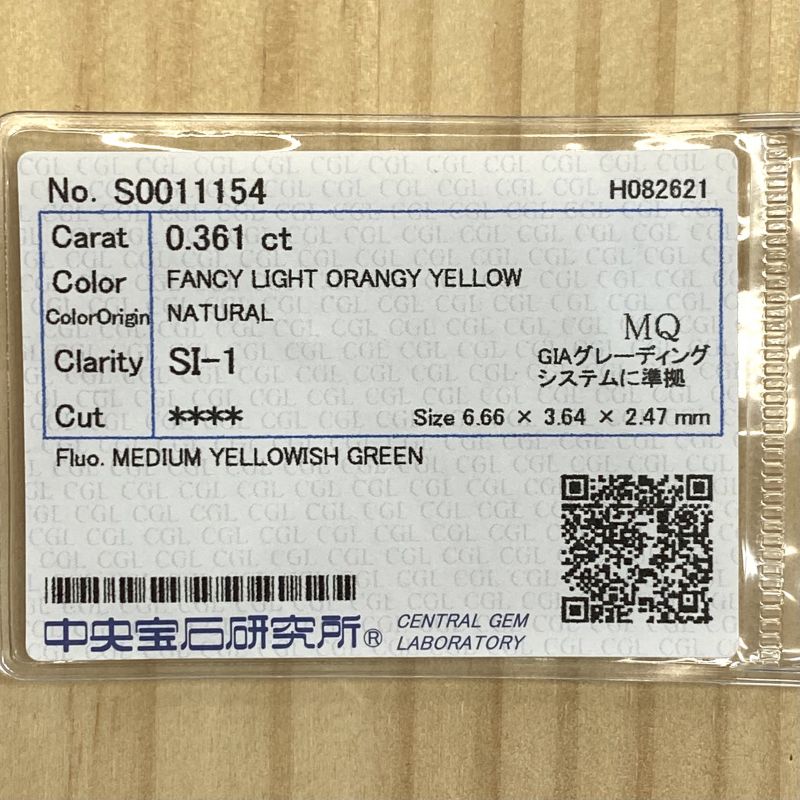 No. S0011154 H082621
Carat 0.361 ct
Color FANCY LIGHT ORANGY YELLOW
ColorOrigin NATURAL
MQ
Clarity SI-1 GIAグレーディング
システムに準拠
Cut **** Size 6.66 × 3.64 × 2.47 mm
Fluo. MEDIUM YELLOWISH GREEN
中央宝石研究所® CENTRAL GEM
LABORATORY